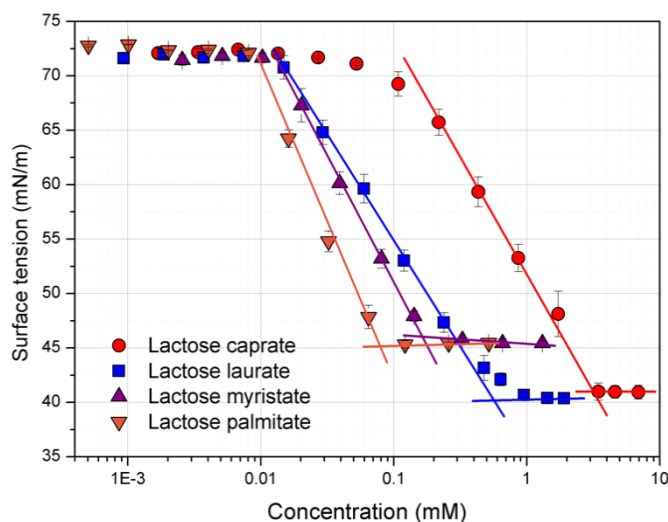 75
70
65
60
55
50
45
40
35
Surface tension (mN/m)
Lactose caprate
Lactose laurate
Lactose myristate
Lactose palmitate
1E-3
0.01
0.1
1
10
Concentration (mM)